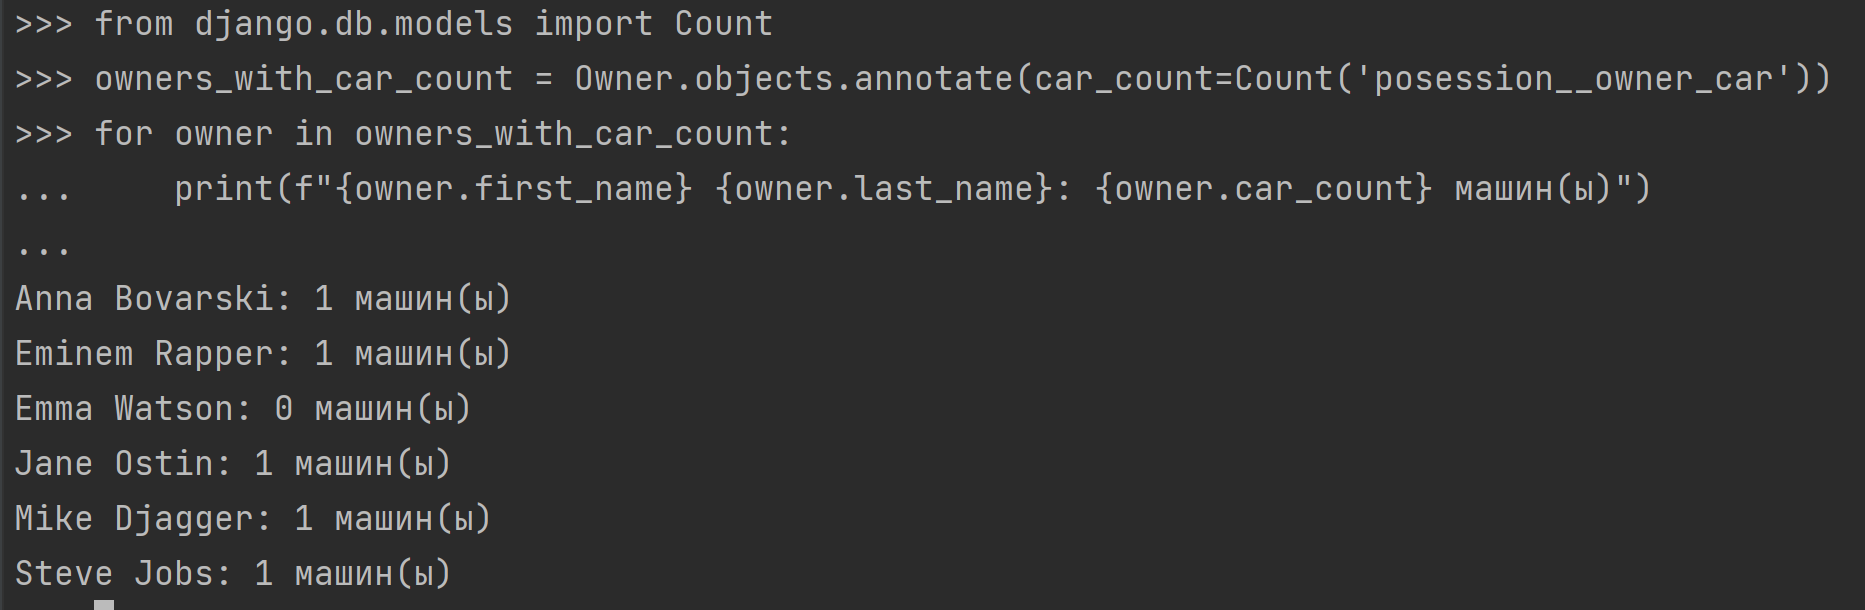 >>> from django.db.models import Count
>>> owners_with_car_count = Owner.objects.annotate(car_count=Count('posession__owner_car'))
>>> for owner in owners_with_car_count:
...     print(f"{owner.first_name} {owner.last_name}: {owner.car_count} машин(ы)")
...
Anna Bovarski: 1 машин(ы)
Eminem Rapper: 1 машин(ы)
Emma Watson: 0 машин(ы)
Jane Ostin: 1 машин(ы)
Mike Djagger: 1 машин(ы)
Steve Jobs: 1 машин(ы)